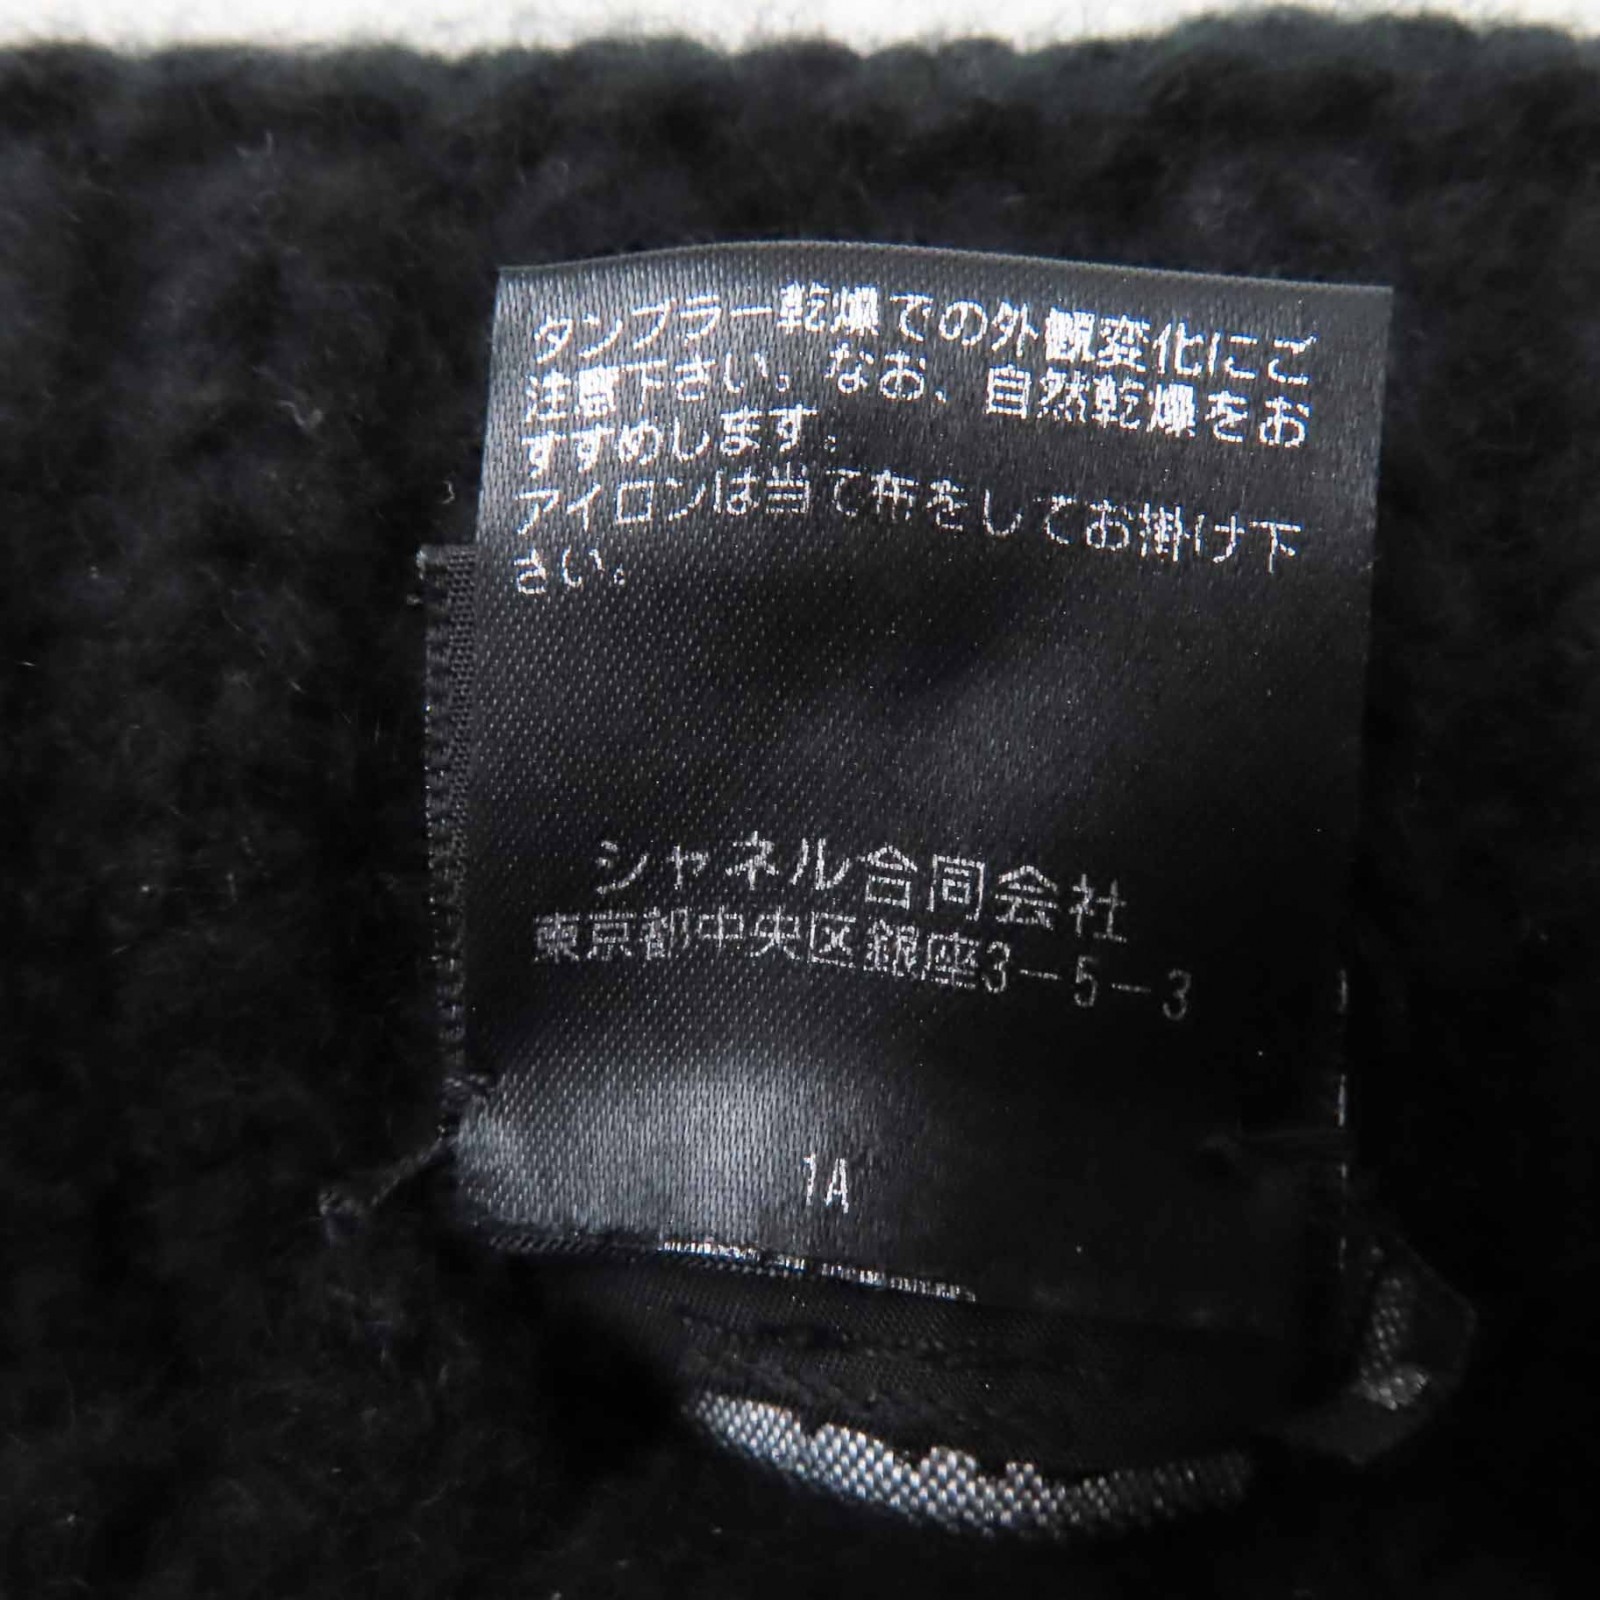 タンブラー乾燥での外観変化にご
注意下さい。なお、自然乾燥をお
すすめします。
アイロンは当て布をしてお掛け下
さい。
シャネル合同会社
東京都中央区銀座3-5-3
1A